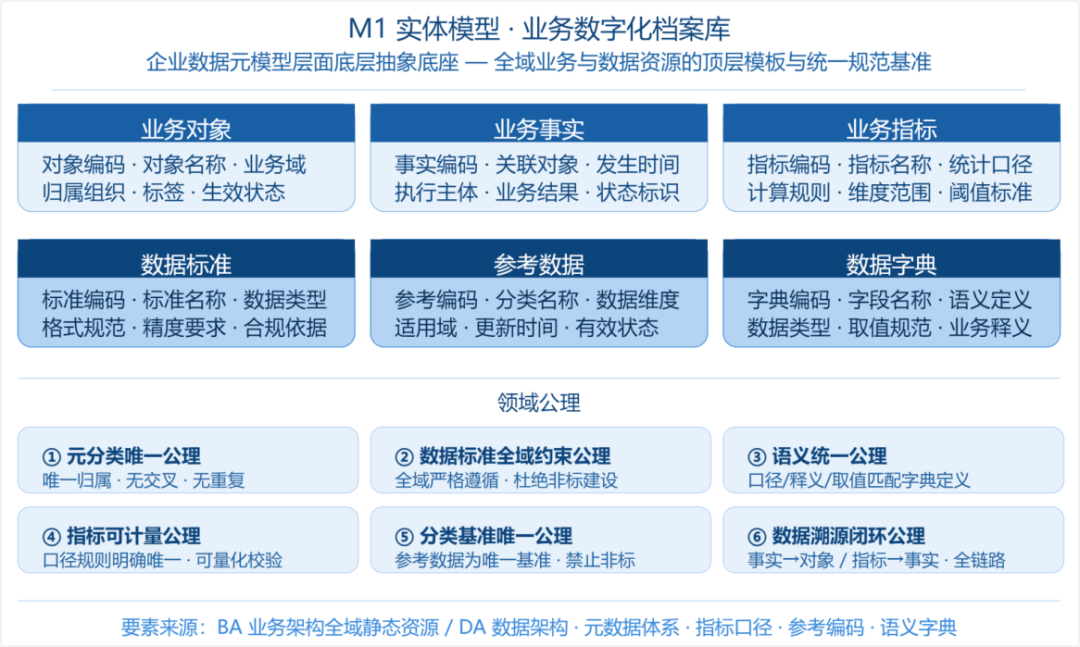 M1 实体模型 · 业务数字化档案库
企业数据元模型层面底层抽象底座 — 全域业务与数据资源的顶层模板与统一规范基准
业务对象
对象编码 · 对象名称 · 业务域
归属组织 · 标签 · 生效状态
业务事实
事实编码 · 关联对象 · 发生时间
执行主体 · 业务结果 · 状态标识
业务指标
指标编码 · 指标名称 · 统计口径
计算规则 · 维度范围 · 阈值标准
数据标准
标准编码 · 标准名称 · 数据类型
格式规范 · 精度要求 · 合规依据
参考数据
参考编码 · 分类名称 · 数据维度
适用域 · 更新时间 · 有效状态
数据字典
字典编码 · 字段名称 · 语义定义
数据类型 · 取值规范 · 业务释义
领域公理
① 元分类唯一公理
唯一归属 · 无交叉 · 无重复
② 数据标准全域约束公理
全域严格遵循 · 杜绝非标建设
③ 语义统一公理
口径/释义/取值匹配字典定义
④ 指标可计量公理
口径规则明确唯一 · 可量化校验
⑤ 分类基准唯一公理
参考数据为唯一基准 · 禁止非标
⑥ 数据溯源闭环公理
事实→对象 / 指标→事实 · 全链路
要素来源：BA 业务架构全域静态资源 / DA 数据架构 · 元数据体系 · 指标口径 · 参考编码 · 语义字典